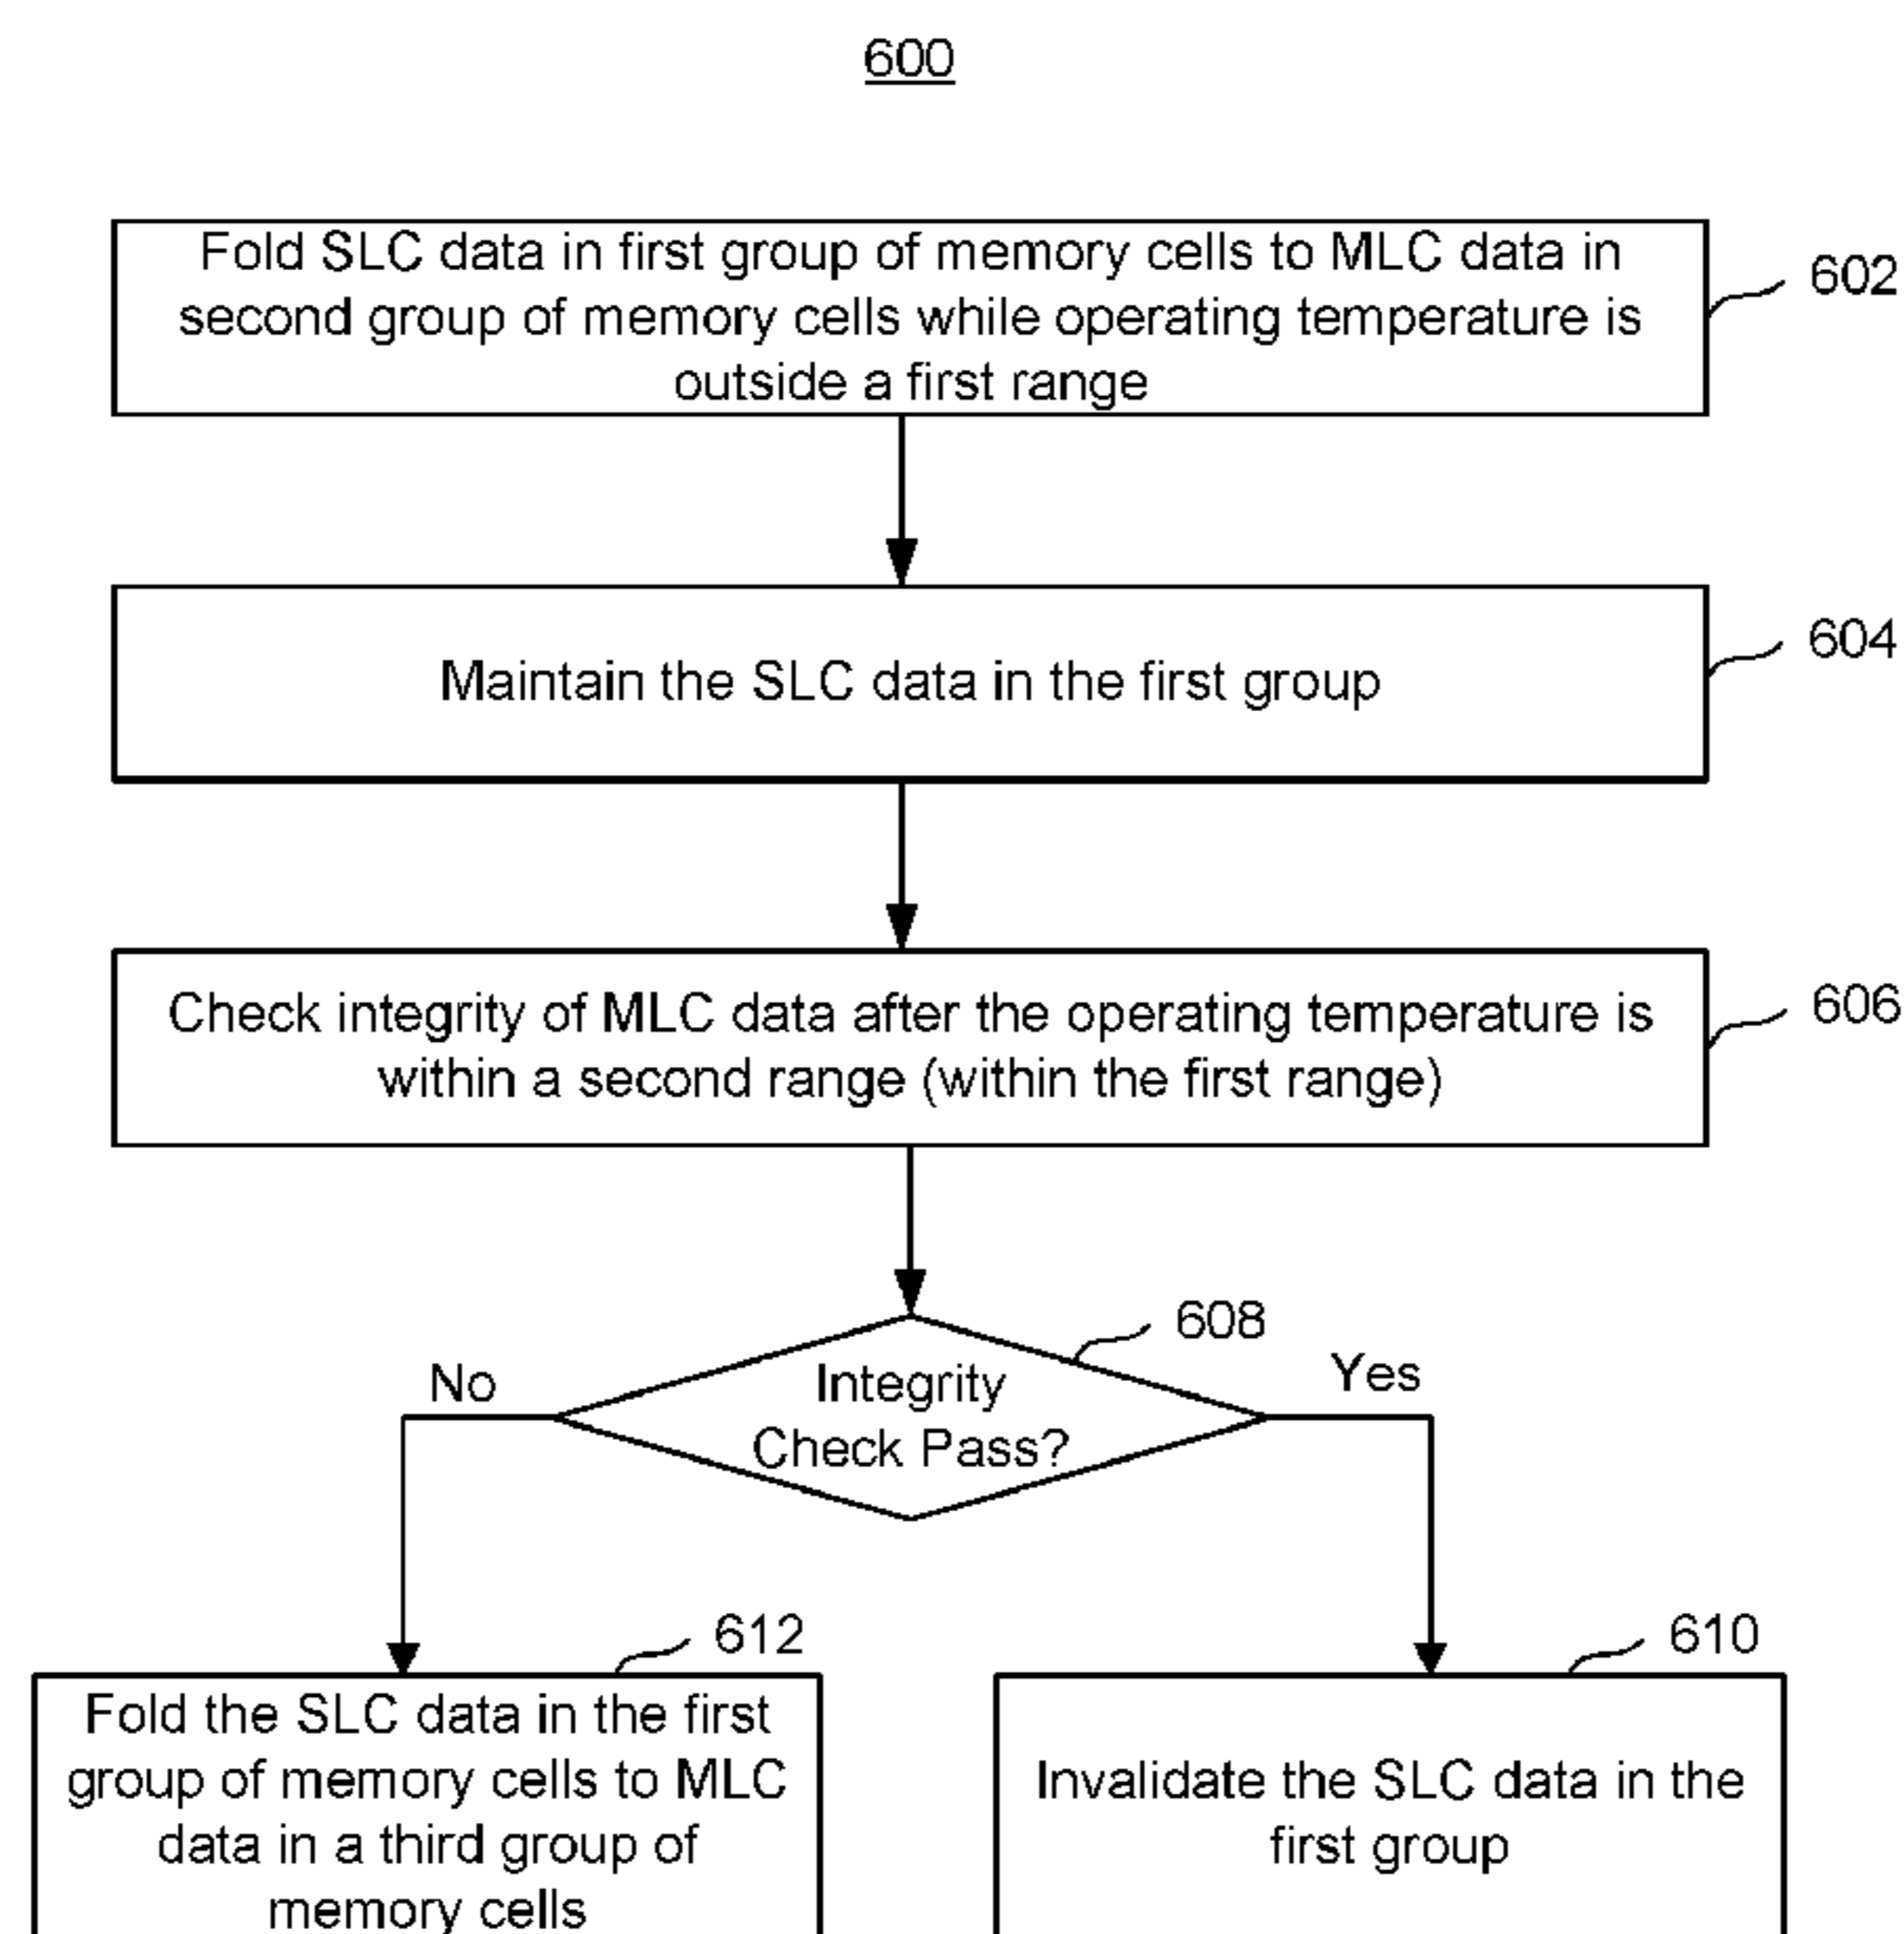 600
Fold SLC data in first group of memory cells to MLC data in
second group of memory cells while operating temperature is
outside a first range
602
Maintain the SLC data in the first group
604
Check integrity of MLC data after the operating temperature is
within a second range (within the first range)
606
608
No
Integrity
Check Pass?
Yes
612
610
Fold the SLC data in the first
group of memory cells to MLC
data in a third group of
memory cells
Invalidate the SLC data in the
first group